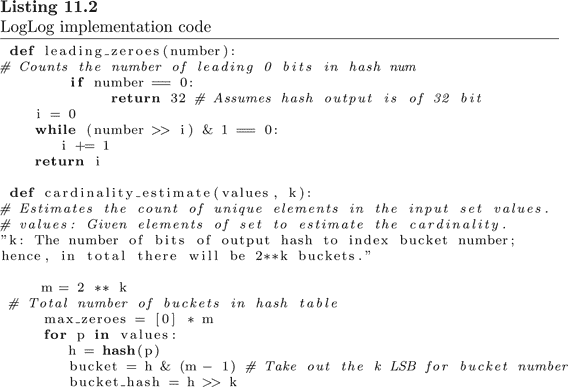 Listing 11.2
LogLog implementation code
def leading_zeroes(number):
# Counts the number of leading 0 bits in hash num
if number == 0:
return 32 # Assumes hash output is of 32 bit
i = 0
while (number >> i) & 1 == 0:
i += 1
return i
def cardinality_estimate(values, k):
# Estimates the count of unique elements in the input set values.
# values: Given elements of set to estimate the cardinality.
"k: The number of bits of output hash to index bucket number;
hence, in total there will be 2**k buckets."
m = 2 ** k
# Total number of buckets in hash table
max_zeroes = [0] * m
for p in values:
h = hash(p)
bucket = h & (m - 1) # Take out the k LSB for bucket number
bucket_hash = h >> k